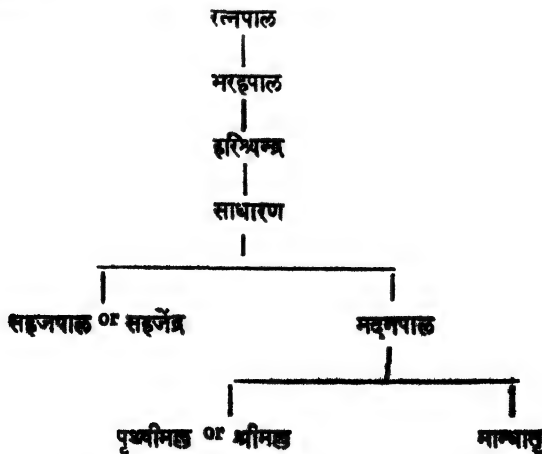 रत्नपाल
भरहपाल
हरिश्चन्द्र
साधारण
सहजपाल or सहजेंद्र मदनपाल
पृथ्वीमल्ल or श्रीमल्ल मान्धातृ